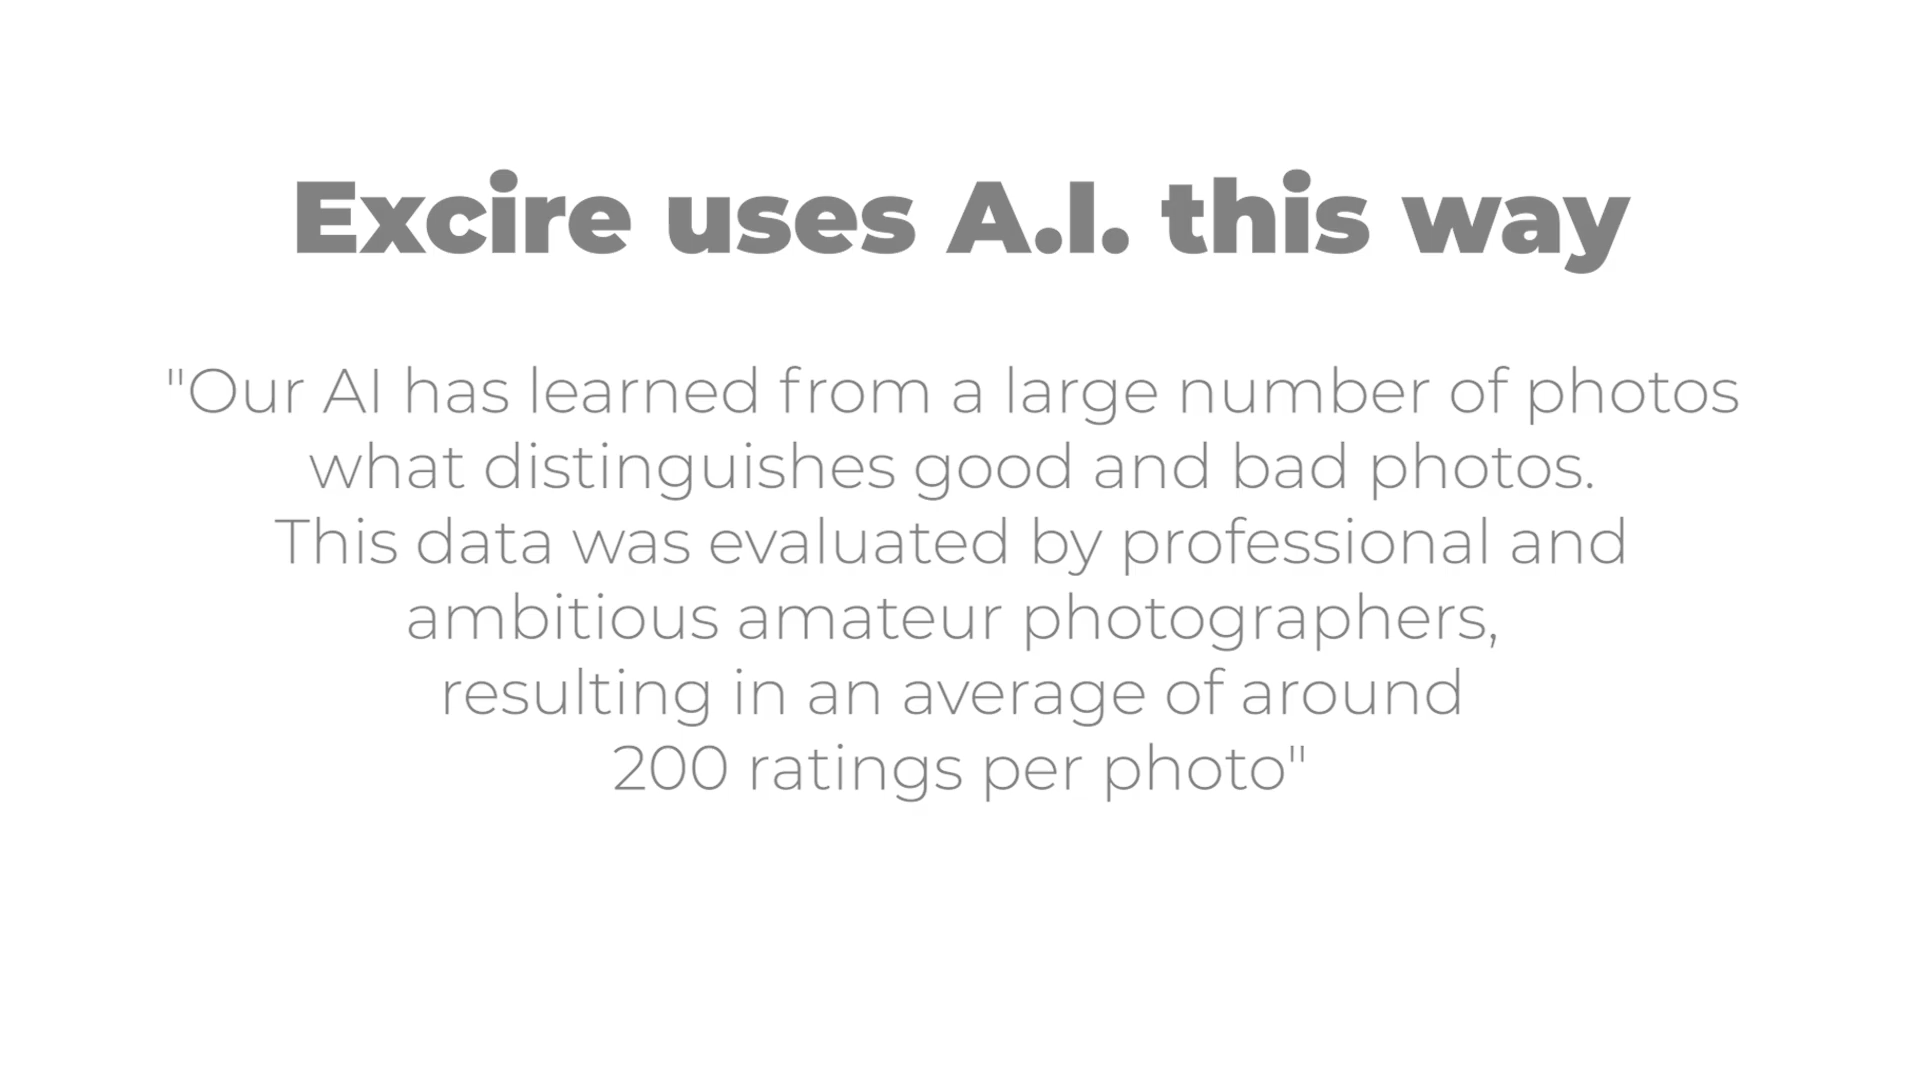 Excire uses A.I. this way
"Our AI has learned from a large number of photos
what distinguishes good and bad photos.
This data was evaluated by professional and
ambitious amateur photographers,
resulting in an average of around
200 ratings per photo"